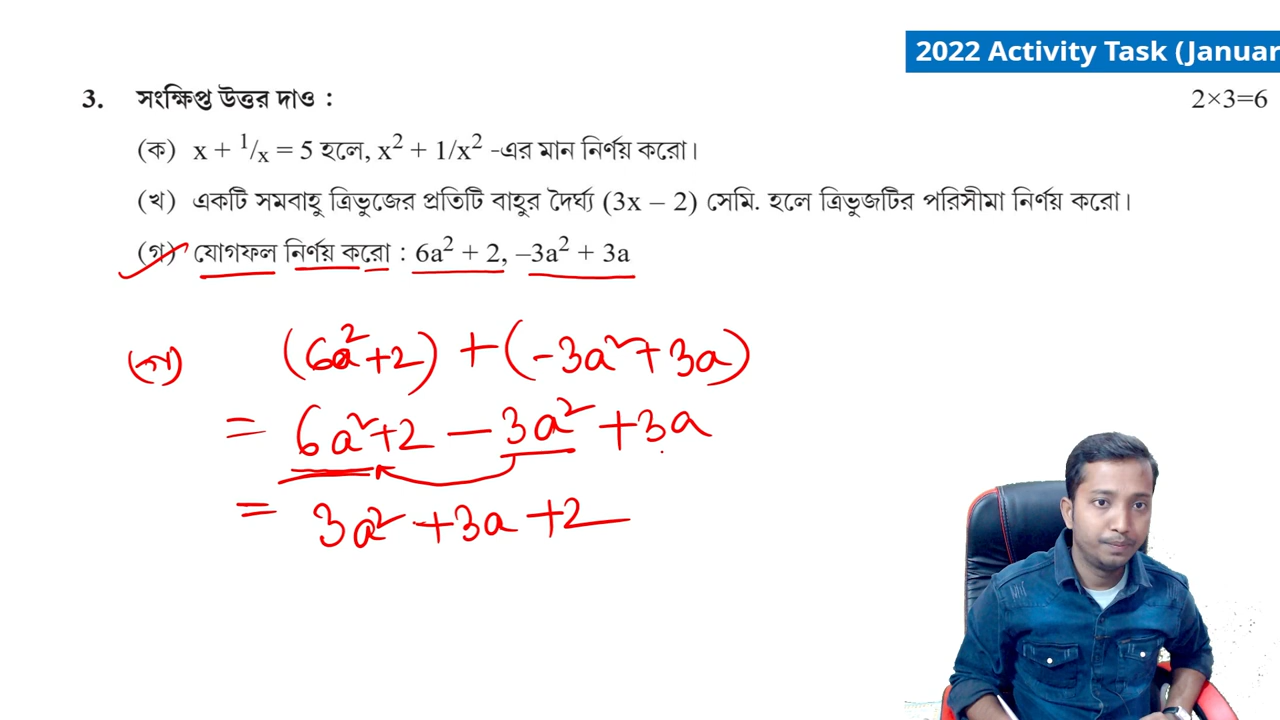 2022 Activity Task (Januar
3. সংক্ষিপ্ত উত্তর দাও : 2×3=6
(ক) x + 1/x = 5 হলে, x² + 1/x² -এর মান নির্ণয় করো।
(খ) একটি সমবাহু ত্রিভুজের প্রতিটি বাহুর দৈর্ঘ্য (3x – 2) সেমি. হলে ত্রিভুজটির পরিসীমা নির্ণয় করো।
(গ) যোগফল নির্ণয় করো : 6a² + 2, –3a² + 3a
(গ) (6a²+2) + (-3a²+3a)
= 6a²+2 - 3a² +3a
= 3a² +3a +2